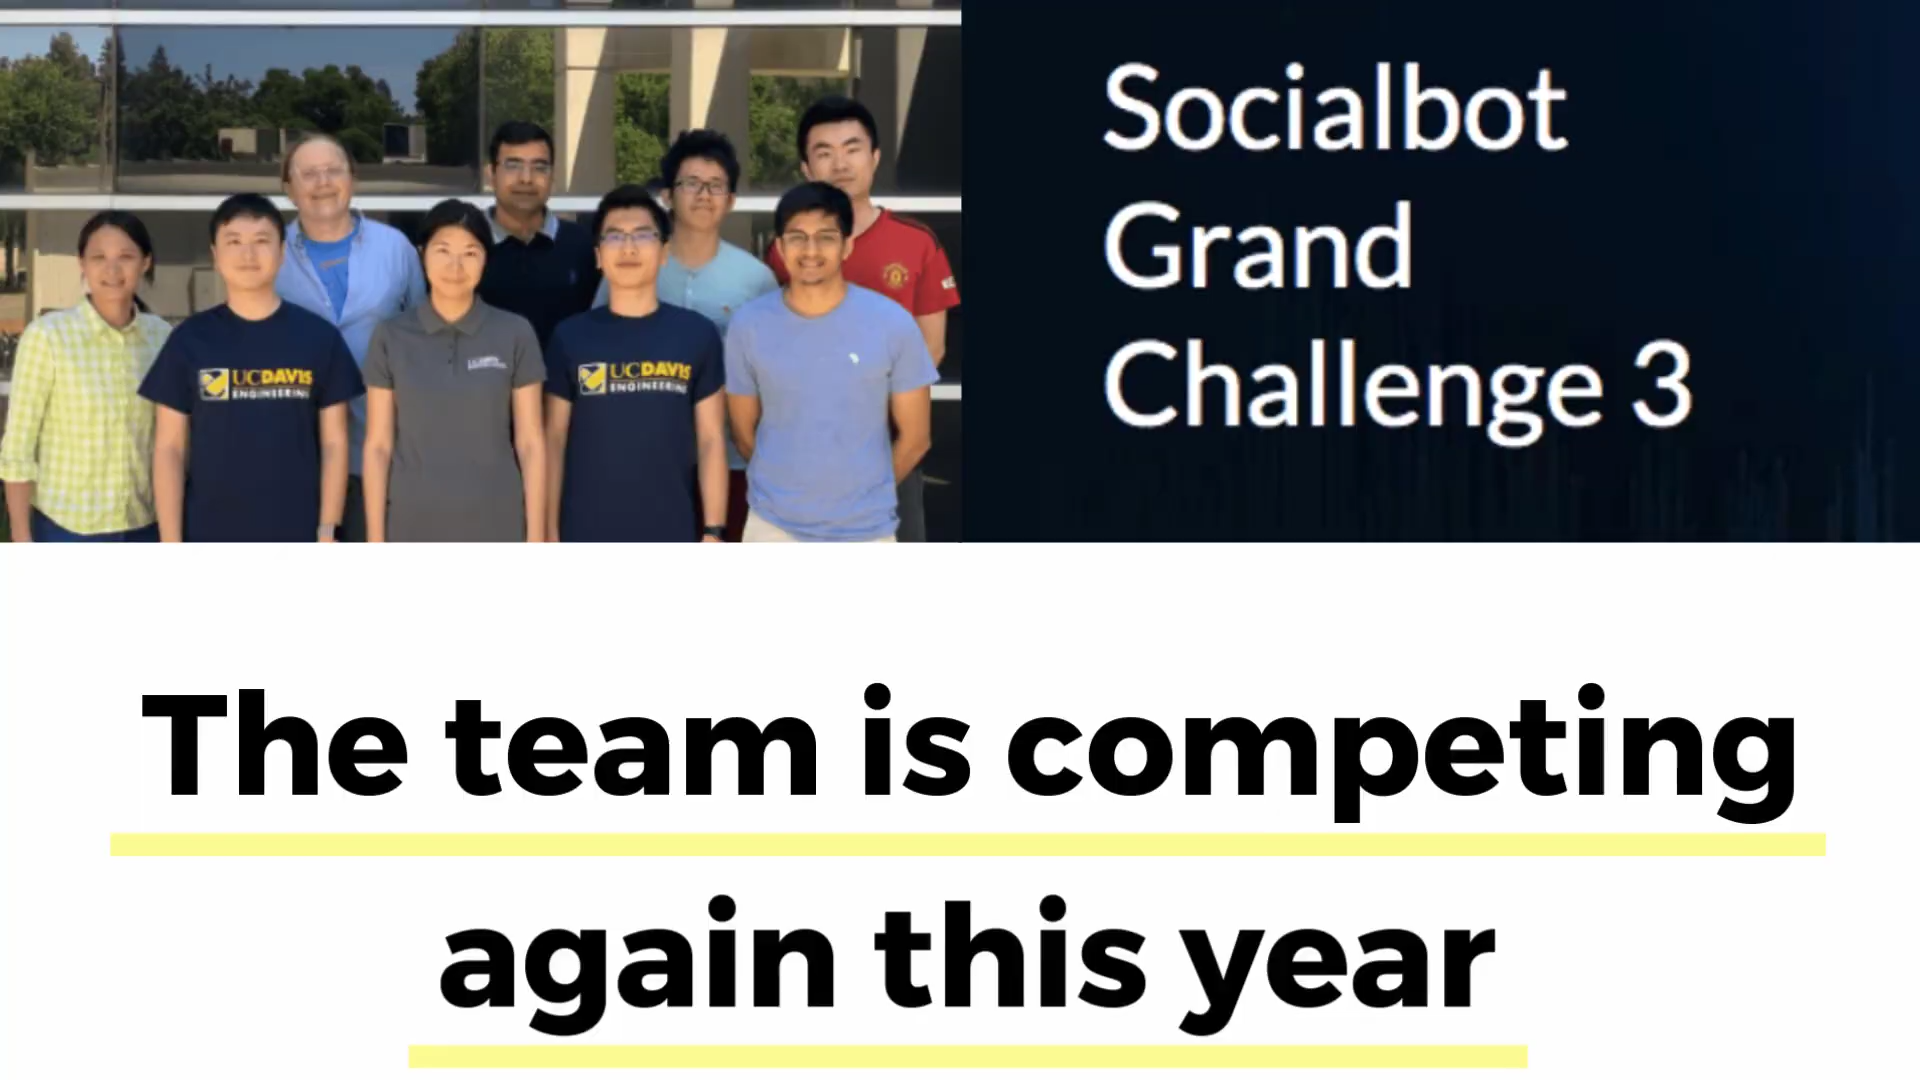 Socialbot
Grand
Challenge 3
UCDAVIS
ENGINEERING
UCDAVIS
ENGINEERING
The team is competing
again this year